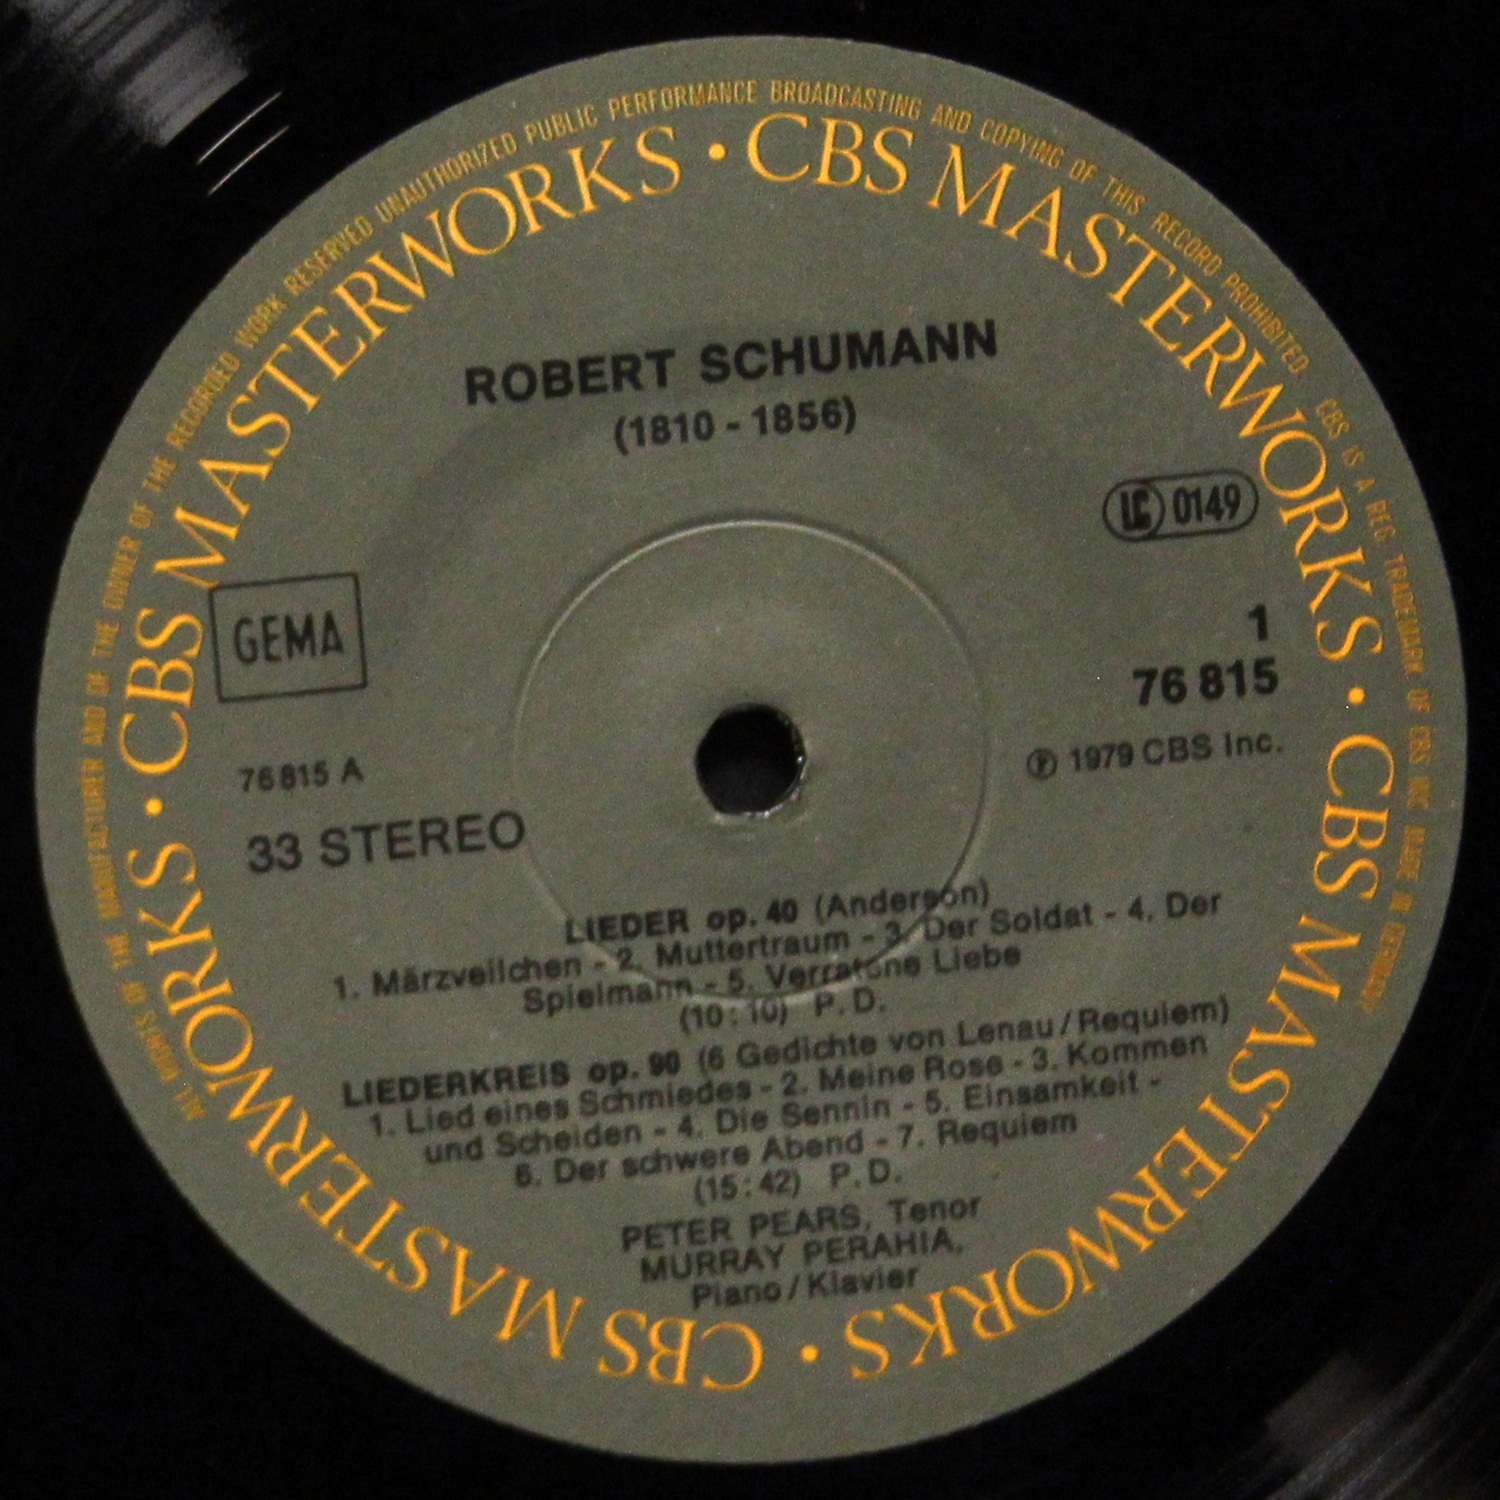 ALL RIGHTS OF THE MANUFACTURER AND OF THE OWNER OF THE RECORDED WORK RESERVED UNAUTHORIZED PUBLIC PERFORMANCE BROADCASTING AND COPYING OF THIS RECORD PROHIBITED. CBS IS A REG. TRADEMARK OF CBS INC. MADE IN GERMANY
CBS MASTERWORKS · CBS MASTERWORKS · CBS MASTERWORKS · CBS MASTERWORKS ·
ROBERT SCHUMANN
(1810 - 1856)
LC 0149
GEMA
1
76 815
℗ 1979 CBS Inc.
76815 A
33 STEREO
LIEDER op. 40 (Anderson)
1. Märzveilchen - 2. Muttertraum - 3. Der Soldat - 4. Der
Spielmann - 5. Verratone Liebe
(10:10) P.D.
LIEDERKREIS op. 90 (6 Gedichte von Lenau/Requiem)
1. Lied eines Schmiedes - 2. Meine Rose - 3. Kommen
und Scheiden - 4. Die Sennin - 5. Einsamkeit -
6. Der schwere Abend - 7. Requiem
(15:42) P.D.
PETER PEARS, Tenor
MURRAY PERAHIA,
Piano/Klavier